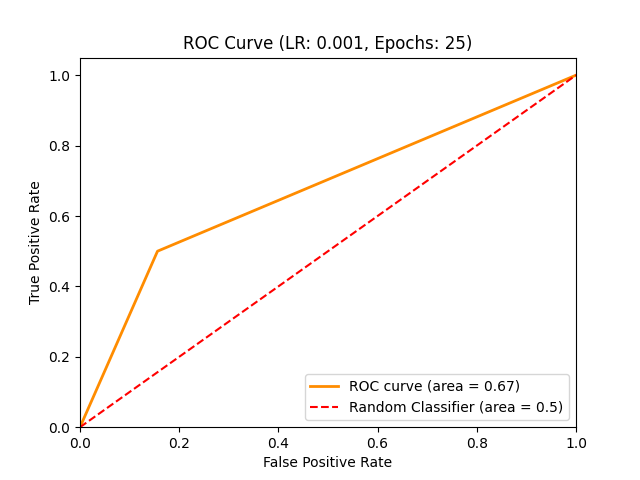 ROC Curve (LR: 0.001, Epochs: 25)
1.0
0.8
0.6
0.4
0.2
0.0
True Positive Rate
ROC curve (area = 0.67)
Random Classifier (area = 0.5)
0.0 0.2 0.4 0.6 0.8 1.0
False Positive Rate